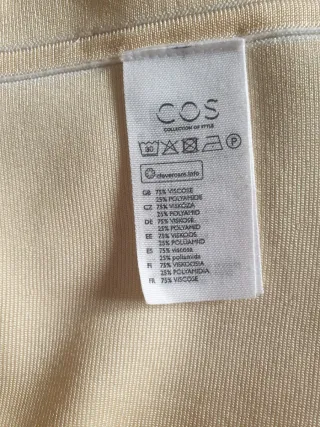 COS
COLLECTION OF STYLE
30 P
clevercare.info
GB 75% VISCOSE
25% POLYAMIDE
CZ 75% VISKÓZA
25% POLYAMID
DE 75% VISKOSE,
25% POLYAMID
EE 75% VISKOOS
25% POLÜAMIID
ES 75% viscosa
25% poliamida
FI 75% VISKOOSIA
25% POLYAMIDIA
FR 75% VISCOSE